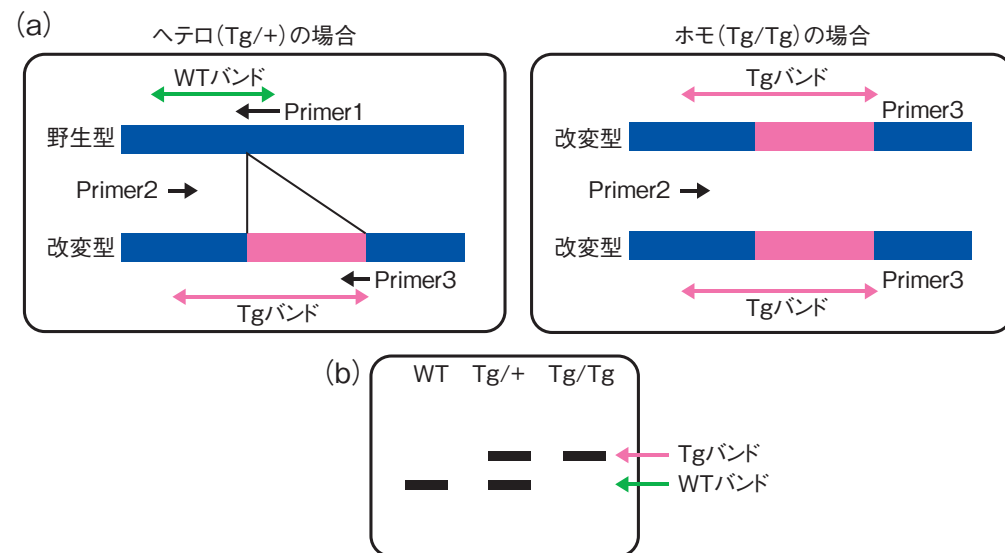 (a)
ヘテロ(Tg/+)の場合
WTバンド
Primer1
野生型
Primer2
改変型
Primer3
Tgバンド
ホモ(Tg/Tg)の場合
Tgバンド
Primer3
改変型
Primer2
改変型
Primer3
Tgバンド
(b)
WT Tg/+ Tg/Tg
Tgバンド
WTバンド